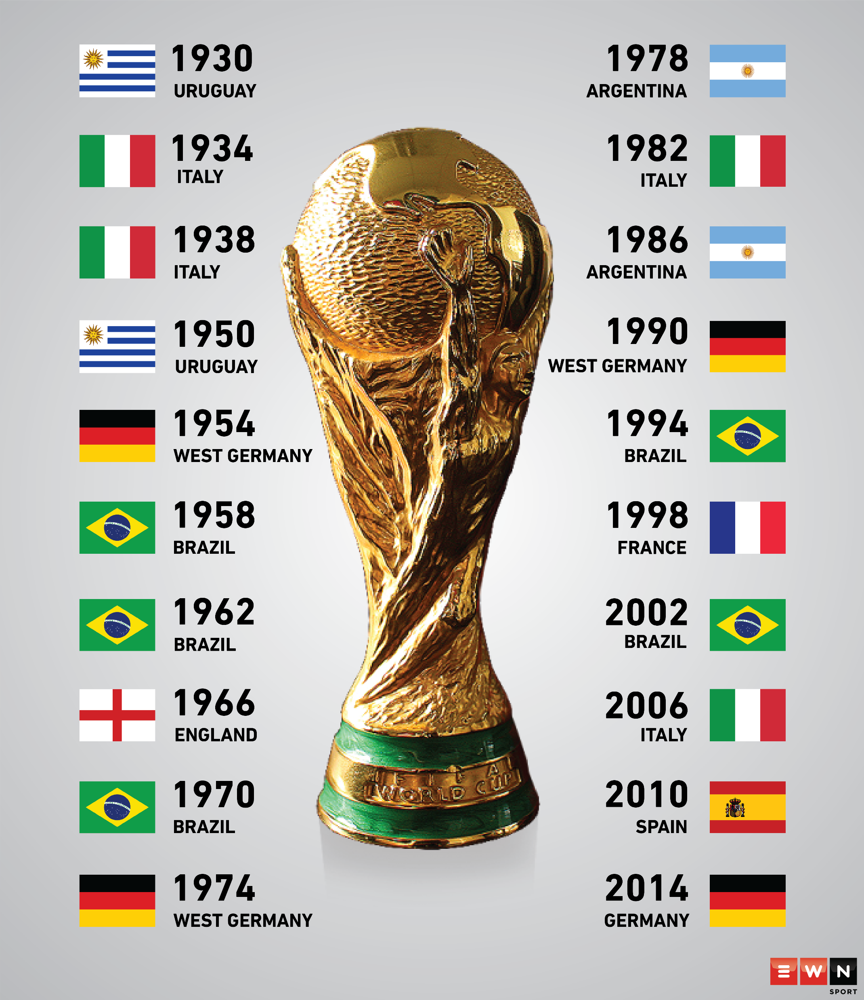 1930
URUGUAY
1934
ITALY
1938
ITALY
1950
URUGUAY
1954
WEST GERMANY
1958
BRAZIL
1962
BRAZIL
1966
ENGLAND
1970
BRAZIL
1974
WEST GERMANY
1978
ARGENTINA
1982
ITALY
1986
ARGENTINA
1990
WEST GERMANY
1994
BRAZIL
1998
FRANCE
2002
BRAZIL
2006
ITALY
2010
SPAIN
2014
GERMANY
FIFA
WORLD CUP
EWN
SPORT